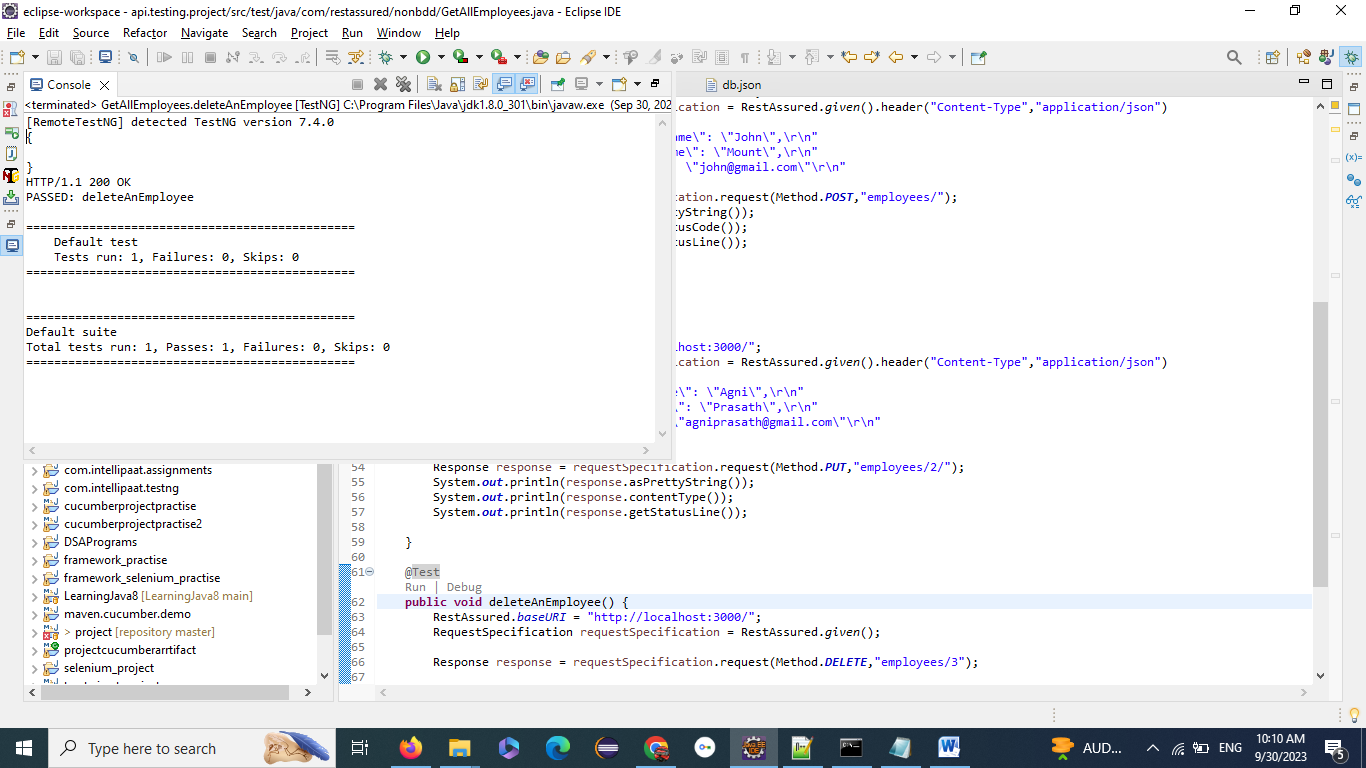 eclipse-workspace - api.testing.project/src/test/java/com/restassured/nonbdd/GetAllEmployees.java - Eclipse IDE
File Edit Source Refactor Navigate Search Project Run Window Help
Console
<terminated> GetAllEmployees.deleteAnEmployee [TestNG] C:\Program Files\Java\jdk1.8.0_301\bin\javaw.exe (Sep 30, 202
[RemoteTestNG] detected TestNG version 7.4.0
{
}
HTTP/1.1 200 OK
PASSED: deleteAnEmployee
===============================================
Default test
Tests run: 1, Failures: 0, Skips: 0
===============================================
===============================================
Default suite
Total tests run: 1, Passes: 1, Failures: 0, Skips: 0
===============================================
db.json
ication = RestAssured.given().header("Content-Type","application/json")
me\": \"John\",\r\n"
e\": \"Mount\",\r\n"
\"john@gmail.com\"\r\n"
cation.request(Method.POST,"employees/");
tyString());
tusCode());
tusLine());
lhost:3000/";
ication = RestAssured.given().header("Content-Type","application/json")
e\": \"Agni\",\r\n"
\": \"Prasath\",\r\n"
\"agniprasath@gmail.com\"\r\n"
54 Response response = requestSpecification.request(Method.PUT,"employees/2/");
55 System.out.println(response.asPrettyString());
56 System.out.println(response.contentType());
57 System.out.println(response.getStatusLine());
58
59 }
60
61 @Test
Run | Debug
62 public void deleteAnEmployee() {
63 RestAssured.baseURI = "http://localhost:3000/";
64 RequestSpecification requestSpecification = RestAssured.given();
65
66 Response response = requestSpecification.request(Method.DELETE,"employees/3");
67
com.intellipaat.assignments
com.intellipaat.testng
cucumberprojectpractise
cucumberprojectpractise2
DSAPrograms
framework_practise
framework_selenium_practise
LearningJava8 [LearningJava8 main]
maven.cucumber.demo
> project [repository master]
projectcucumberarrtifact
selenium_project
Type here to search
AUD...
ENG
10:10 AM
9/30/2023
5